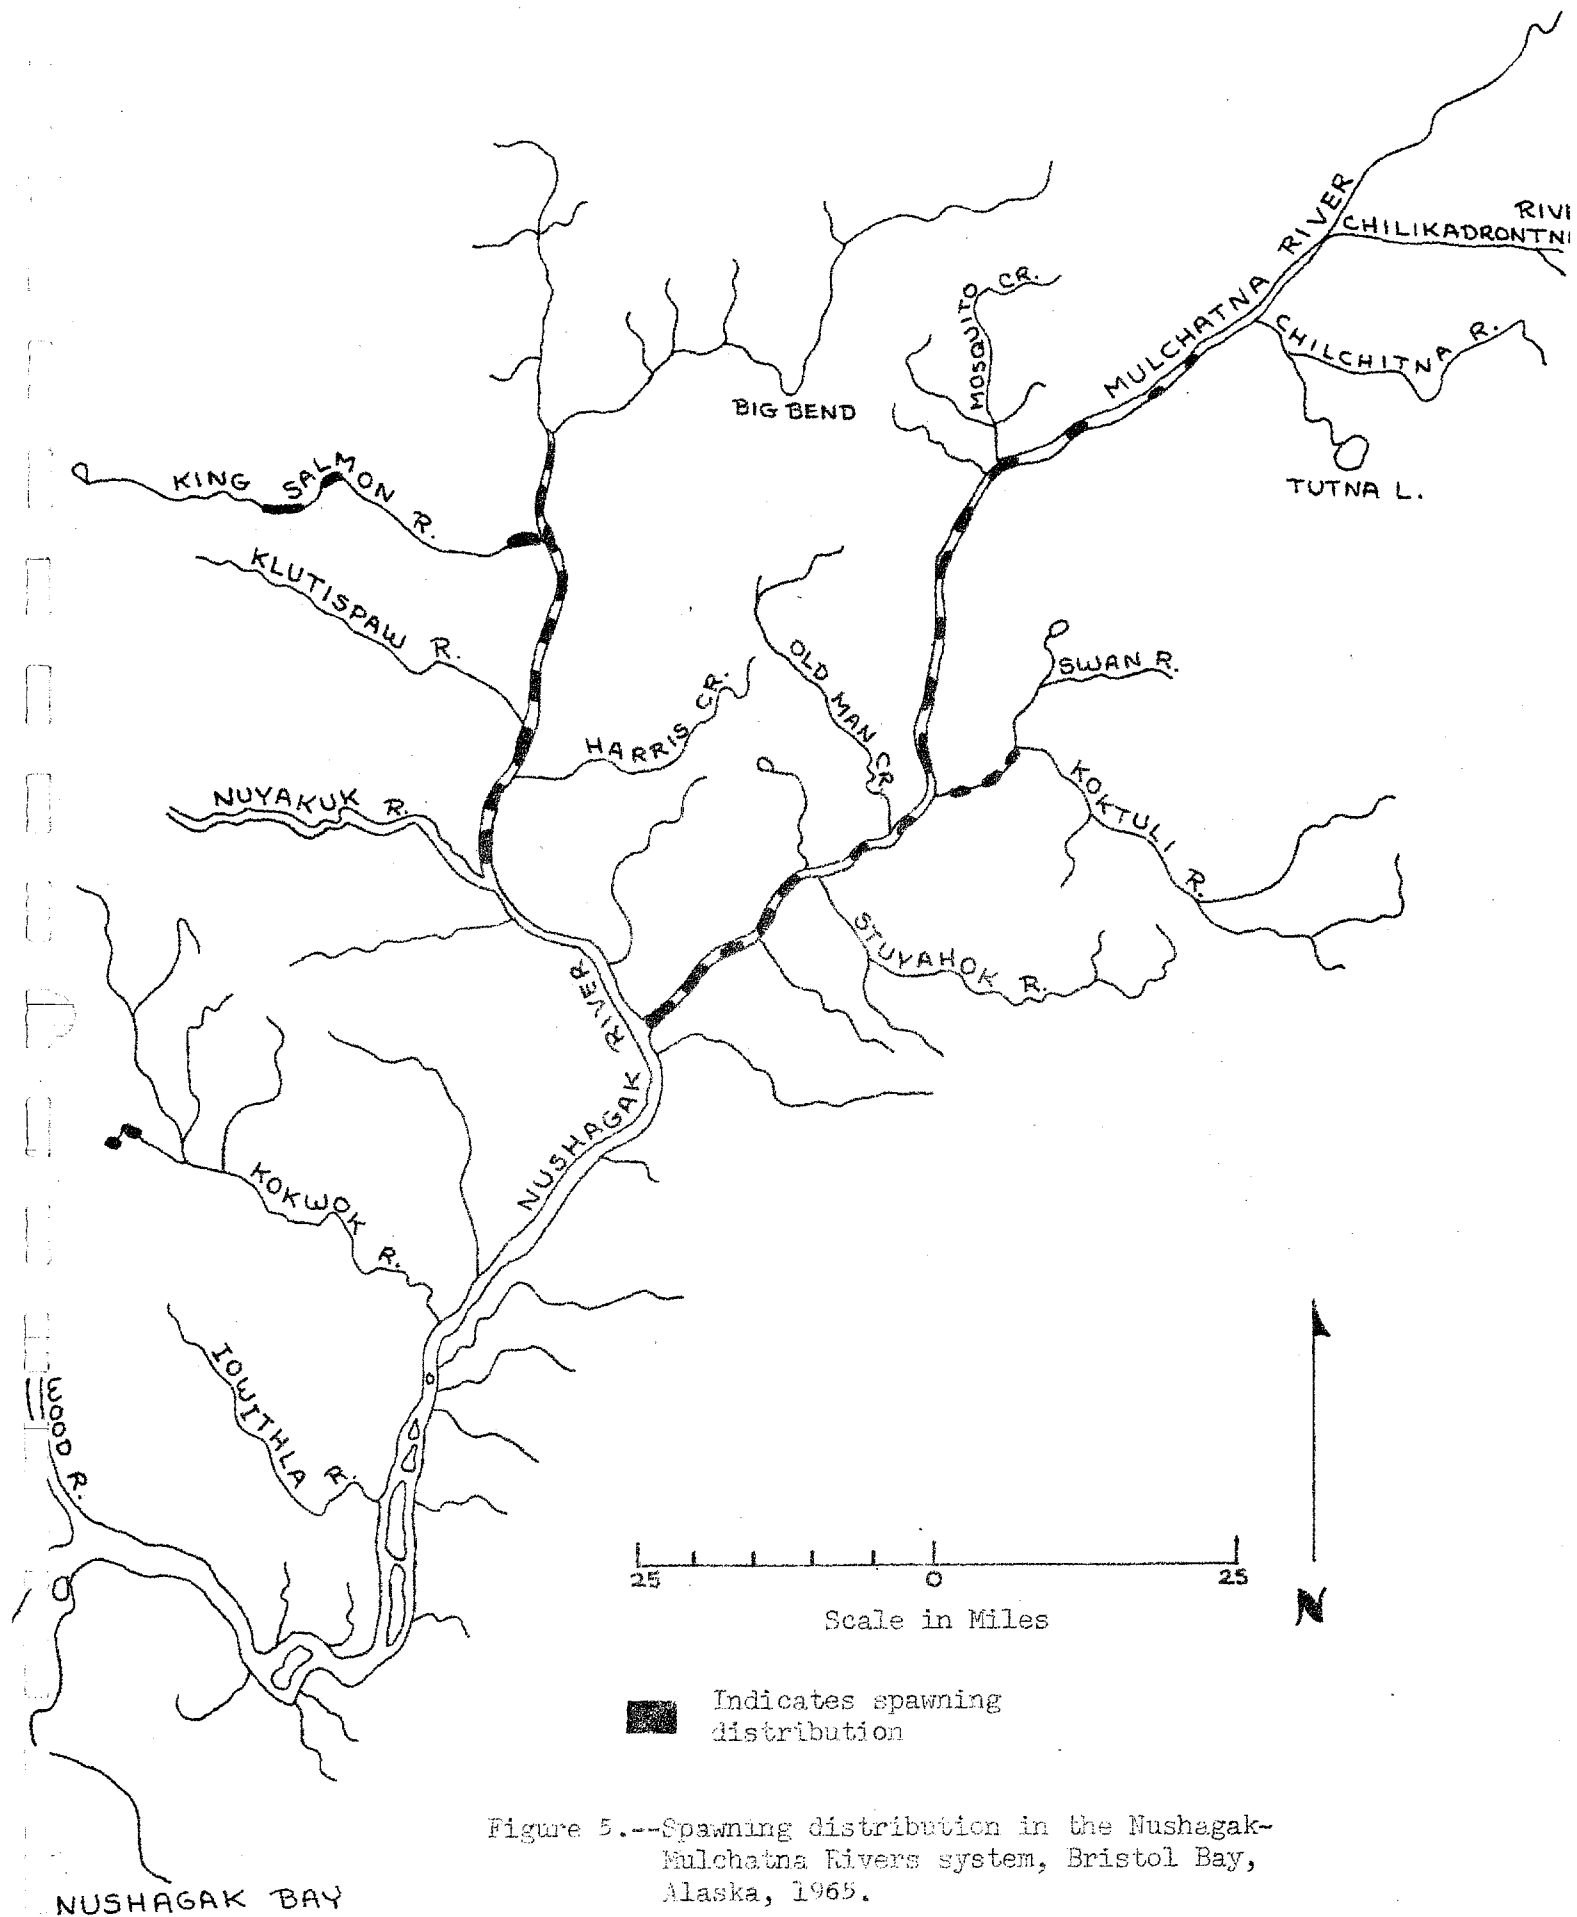 MULCHATNA RIVER
CHILIKADRONTN
MOSQUITO CR.
CHILCHITNA R.
BIG BEND
TUTNA L.
KING SALMON R.
KLUTISPAW R.
OLD MAN CR.
SWAN R.
HARRIS CR.
NUYAKUK R.
KOKTULI R.
STUYAHOK R.
NUSHAGAK RIVER
KOKWOK R.
IOWITHLA R.
WOOD R.
25 0 25
Scale in Miles
N
Indicates spawning
distribution
Figure 5.--Spawning distribution in the Nushagak-
Mulchatna Rivers system, Bristol Bay,
Alaska, 1965.
NUSHAGAK BAY